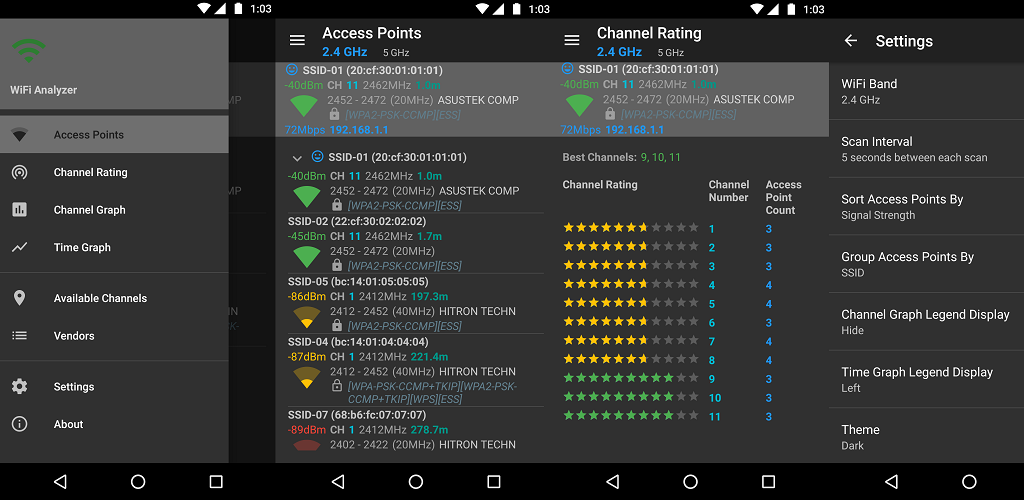 1:03
WiFi Analyzer
Access Points
Channel Rating
Channel Graph
Time Graph
Available Channels
Vendors
Settings
About
MP
MP
1:03
Access Points
2.4 GHz 5 GHz
SSID-01 (20:cf:30:01:01:01)
-40dBm CH 11 2462MHz 1.0m
2452 - 2472 (20MHz) ASUSTEK COMP
[WPA2-PSK-CCMP][ESS]
72Mbps 192.168.1.1
SSID-01 (20:cf:30:01:01:01)
-40dBm CH 11 2462MHz 1.0m
2452 - 2472 (20MHz) ASUSTEK COMP
[WPA2-PSK-CCMP][ESS]
SSID-02 (22:cf:30:02:02:02)
-45dBm CH 11 2462MHz 1.7m
2452 - 2472 (20MHz)
[WPA2-PSK-CCMP][ESS]
SSID-05 (bc:14:01:05:05:05)
-86dBm CH 1 2412MHz 197.3m
2412 - 2452 (40MHz) HITRON TECHN
[WPA2-PSK-CCMP][ESS]
SSID-04 (bc:14:01:04:04:04)
-87dBm CH 1 2412MHz 221.4m
2412 - 2452 (40MHz) HITRON TECHN
[WPA-PSK-CCMP+TKIP][WPA2-PSK-
CCMP+TKIP][WPS][ESS]
SSID-07 (68:b6:fc:07:07:07)
-89dBm CH 1 2412MHz 278.7m
2402 - 2422 (20MHz) HITRON TECHN
1:03
Channel Rating
2.4 GHz 5 GHz
SSID-01 (20:cf:30:01:01:01)
-40dBm CH 11 2462MHz 1.0m
2452 - 2472 (20MHz) ASUSTEK COMP
[WPA2-PSK-CCMP][ESS]
72Mbps 192.168.1.1
Best Channels: 9, 10, 11
Channel Rating Channel Access
Number Point
Count
1 3
2 3
3 4
4 4
5 4
6 3
7 4
8 4
9 3
10 3
11 3
1:03
Settings
WiFi Band
2.4 GHz
Scan Interval
5 seconds between each scan
Sort Access Points By
Signal Strength
Group Access Points By
SSID
Channel Graph Legend Display
Hide
Time Graph Legend Display
Left
Theme
Dark